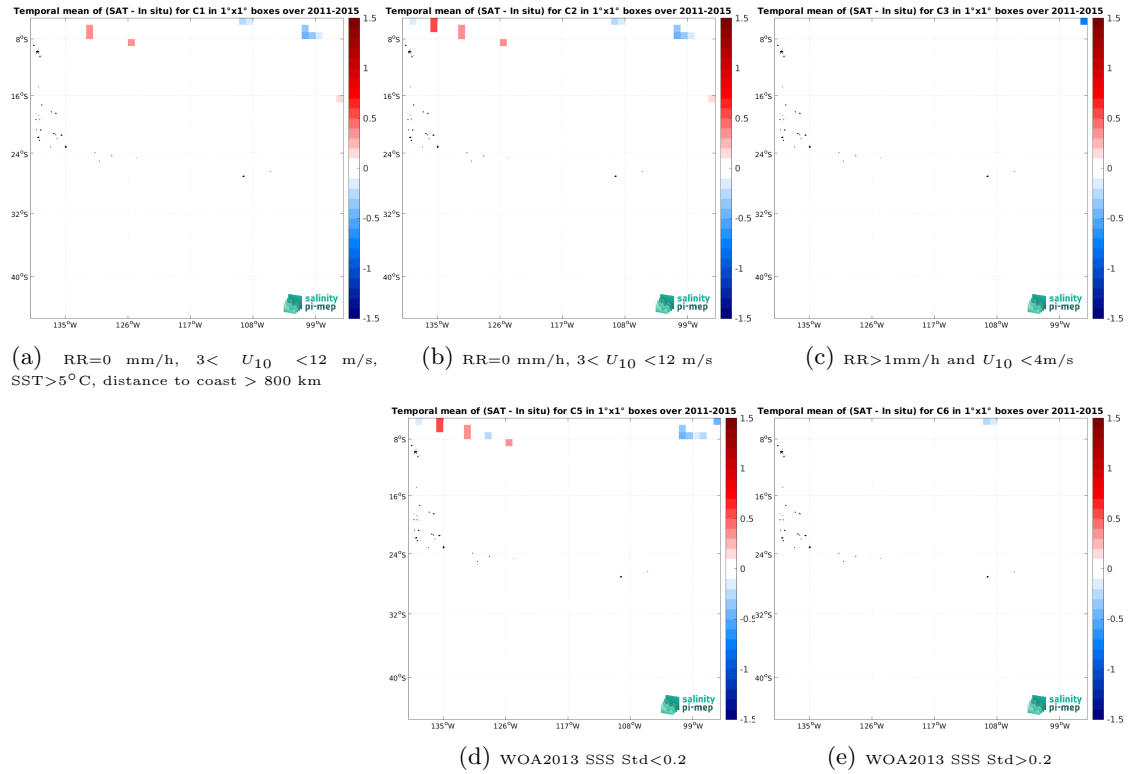 Temporal mean of (SAT - In situ) for C1 in 1°x1° boxes over 2011-2015
8°S
16°S
24°S
32°S
40°S
135°W
126°W
117°W
108°W
99°W
1.5
1
0.5
0
-0.5
-1
-1.5
salinity
pi-mep
(a) RR=0 mm/h, 3< U10 <12 m/s,
SST>5°C, distance to coast > 800 km
Temporal mean of (SAT - In situ) for C2 in 1°x1° boxes over 2011-2015
8°S
16°S
24°S
32°S
40°S
135°W
126°W
117°W
108°W
99°W
1.5
1
0.5
0
-0.5
-1
-1.5
salinity
pi-mep
(b) RR=0 mm/h, 3< U10 <12 m/s
Temporal mean of (SAT - In situ) for C3 in 1°x1° boxes over 2011-2015
8°S
16°S
24°S
32°S
40°S
135°W
126°W
117°W
108°W
99°W
1.5
1
0.5
0
-0.5
-1
-1.5
salinity
pi-mep
(c) RR>1mm/h and U10 <4m/s
Temporal mean of (SAT - In situ) for C5 in 1°x1° boxes over 2011-2015
8°S
16°S
24°S
32°S
40°S
135°W
126°W
117°W
108°W
99°W
1.5
1
0.5
0
-0.5
-1
-1.5
salinity
pi-mep
(d) WOA2013 SSS Std<0.2
Temporal mean of (SAT - In situ) for C6 in 1°x1° boxes over 2011-2015
8°S
16°S
24°S
32°S
40°S
135°W
126°W
117°W
108°W
99°W
1.5
1
0.5
0
-0.5
-1
-1.5
salinity
pi-mep
(e) WOA2013 SSS Std>0.2